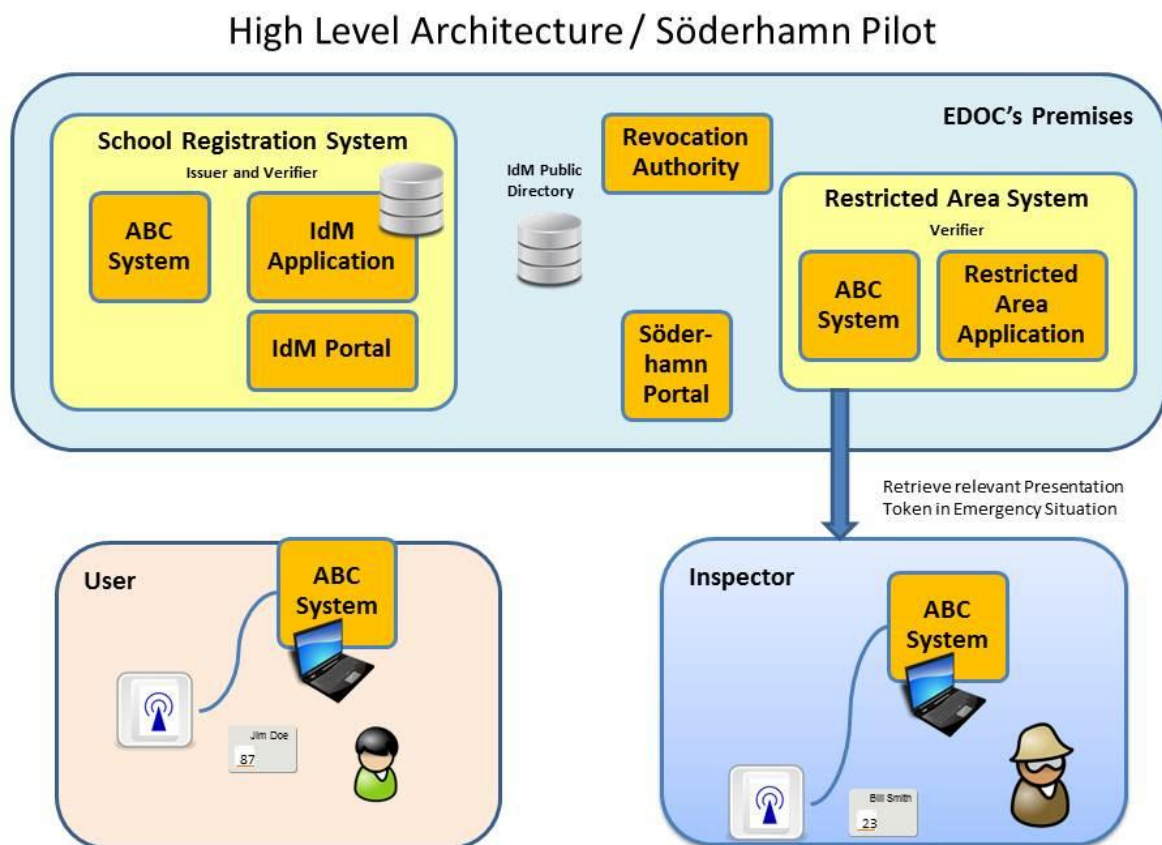 High Level Architecture / Söderhamn Pilot
EDOC's Premises
School Registration System
Issuer and Verifier
ABC
System
IdM
Application
IdM Portal
IdM Public
Directory
Revocation
Authority
Söder-
hamn
Portal
Restricted Area System
Verifier
ABC
System
Restricted
Area
Application
Retrieve relevant Presentation
Token in Emergency Situation
User
ABC
System
Jim Doe
87
Inspector
ABC
System
Bill Smith
23